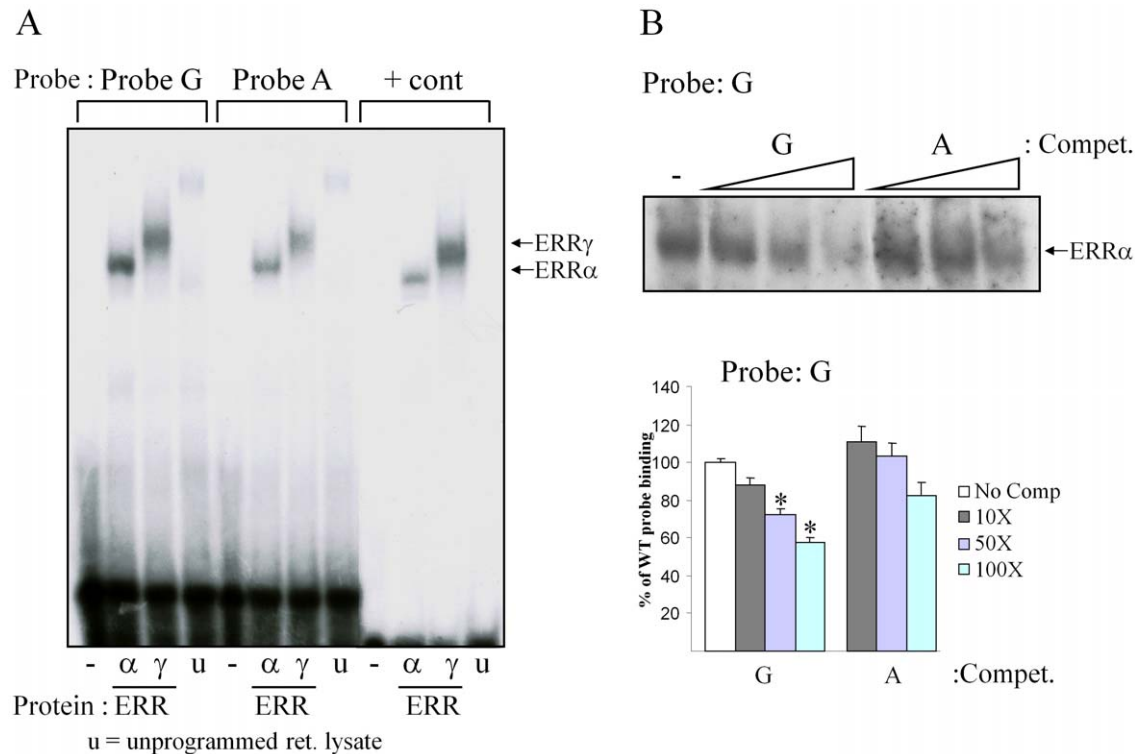 A
Probe : Probe G Probe A + cont
←ERRγ
←ERRα
- α γ u - α γ u - α γ u
Protein : ERR ERR ERR
u = unprogrammed ret. lysate
B
Probe: G
- G A : Compet.
←ERRα
Probe: G
% of WT probe binding
140
120
100
80
60
40
20
* *
No Comp
10X
50X
100X
G A :Compet.